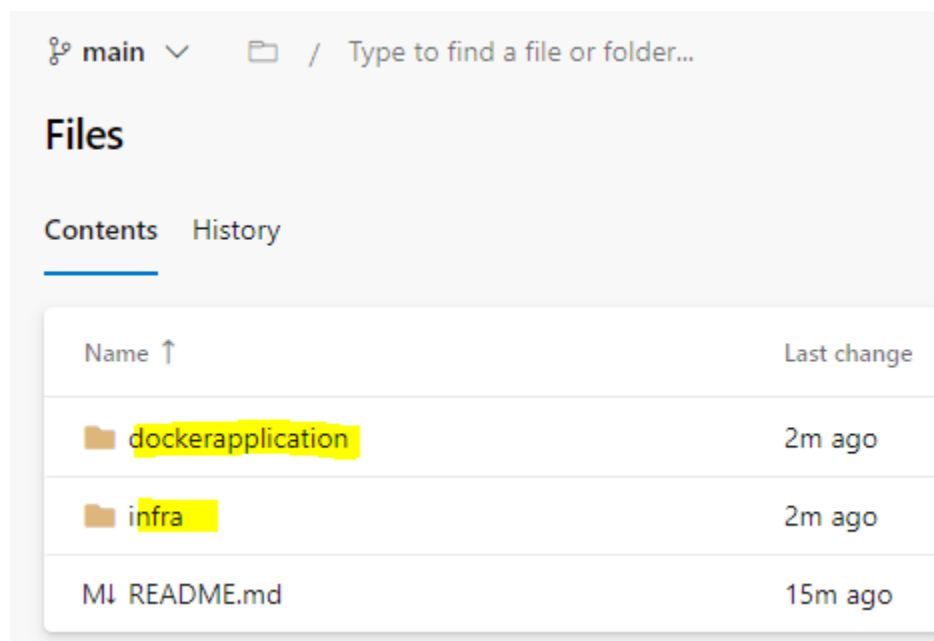 main / Type to find a file or folder...
Files
Contents History
Name ↑ Last change
dockerapplication 2m ago
infra 2m ago
M↓ README.md 15m ago